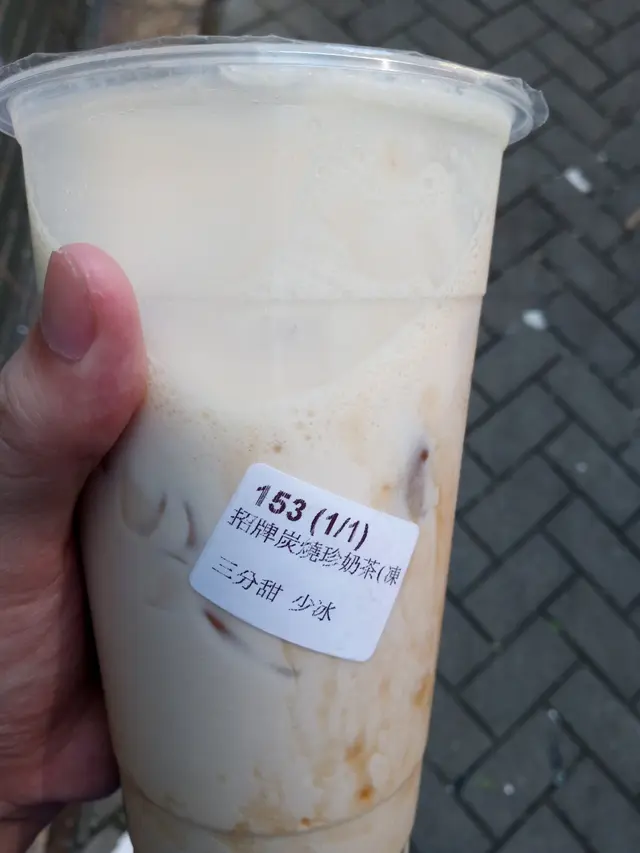 153 (1/1)
招牌炭燒珍奶茶(凍
三分甜 少冰